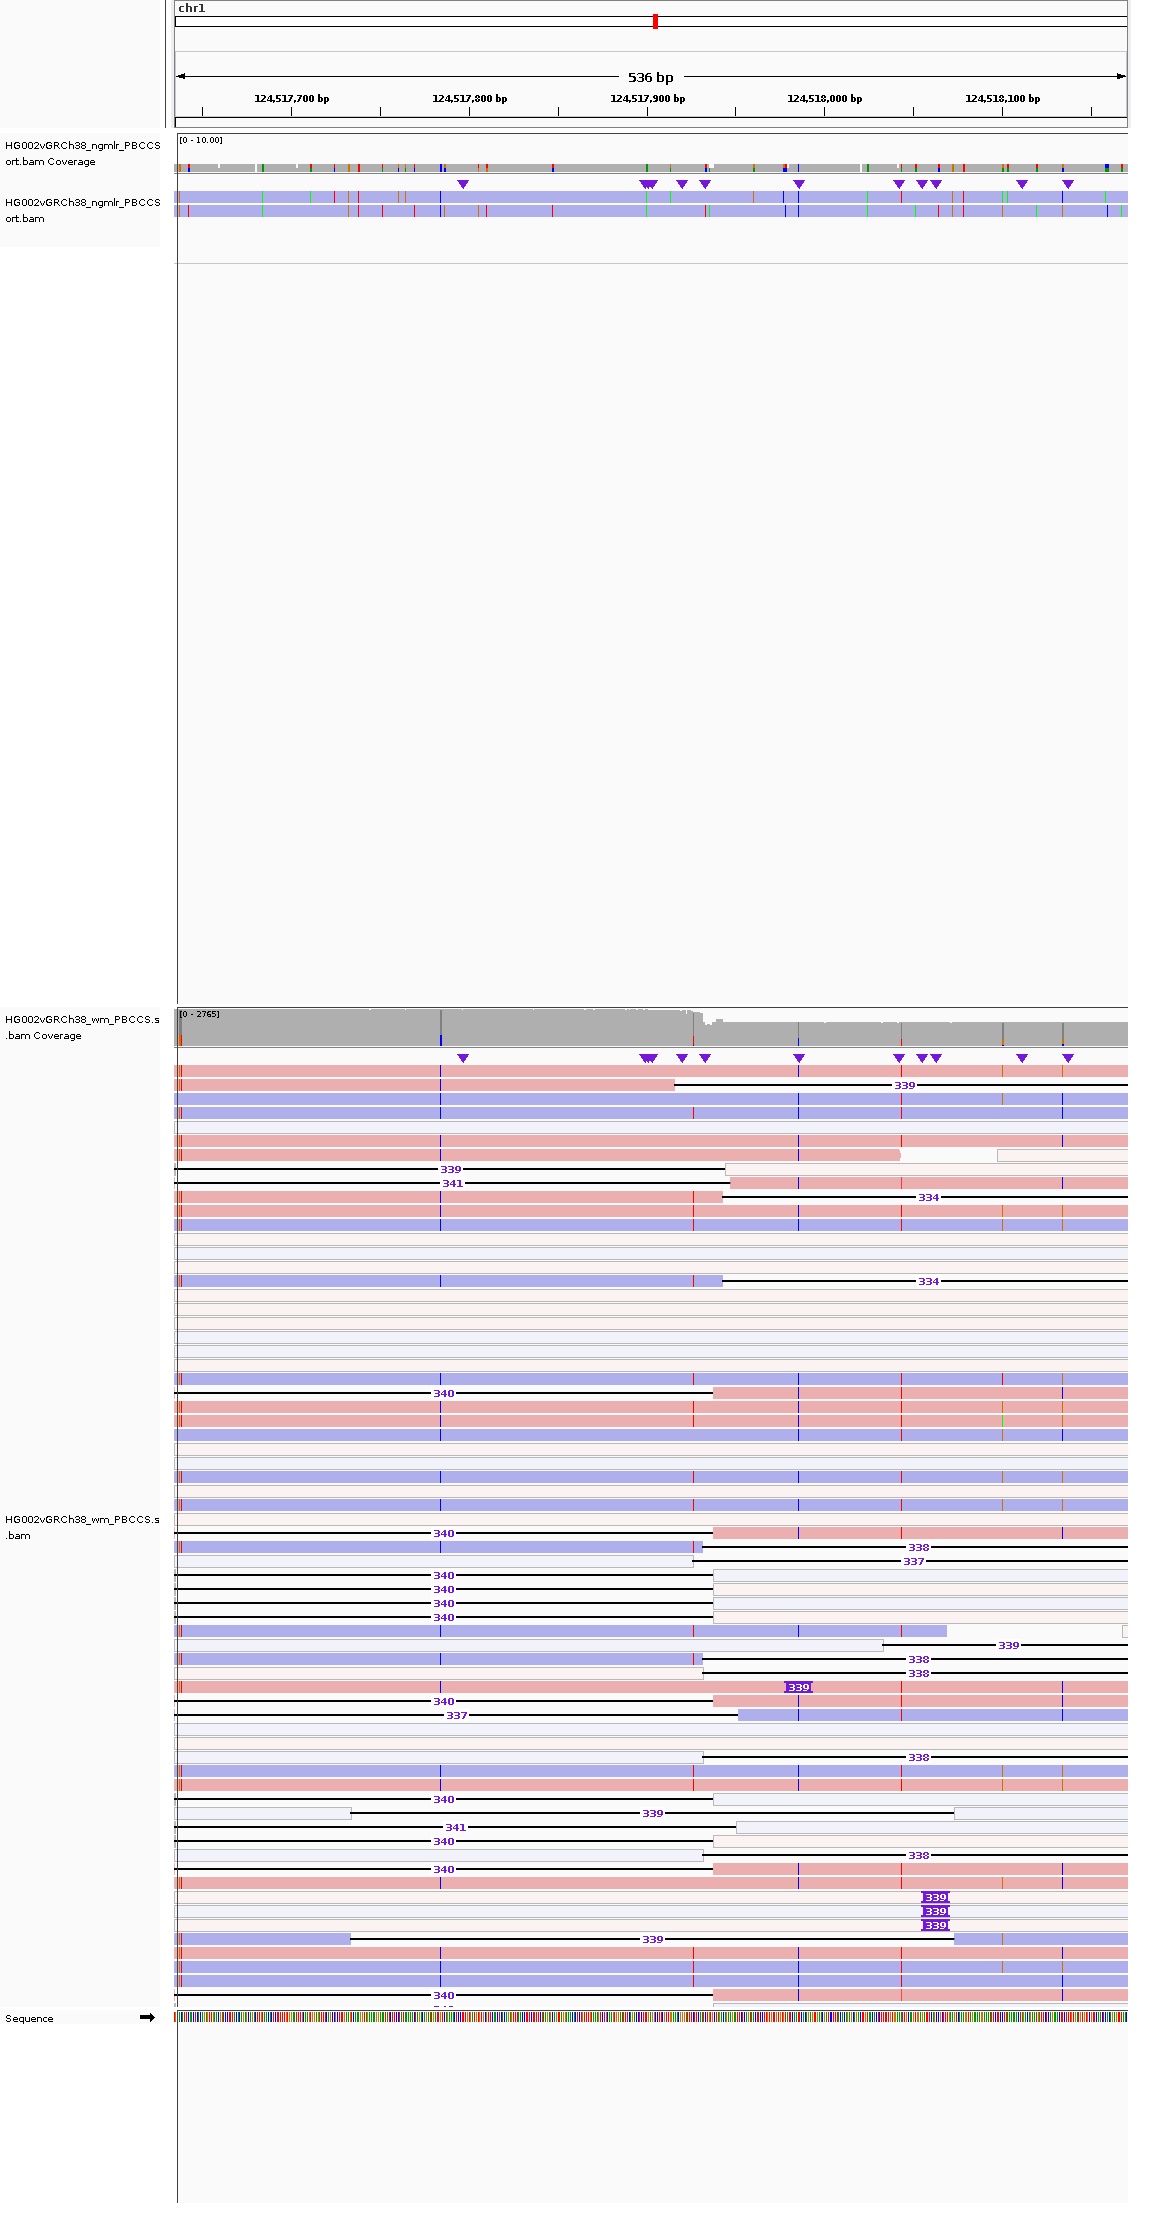 chr1
536 bp
124,517,700 bp 124,517,800 bp 124,517,900 bp 124,518,000 bp 124,518,100 bp
HG002vGRCh38_ngmlr_PBCCS
ort.bam Coverage
[0 - 10.00]
HG002vGRCh38_ngmlr_PBCCS
ort.bam
HG002vGRCh38_wm_PBCCS.s
.bam Coverage
[0 - 2765]
339
339
341
334
334
340
HG002vGRCh38_wm_PBCCS.s
.bam
340
338
337
340
340
340
340
339
338
338
339
340
337
338
340
339
341
340
338
340
339
339
339
339
340
Sequence